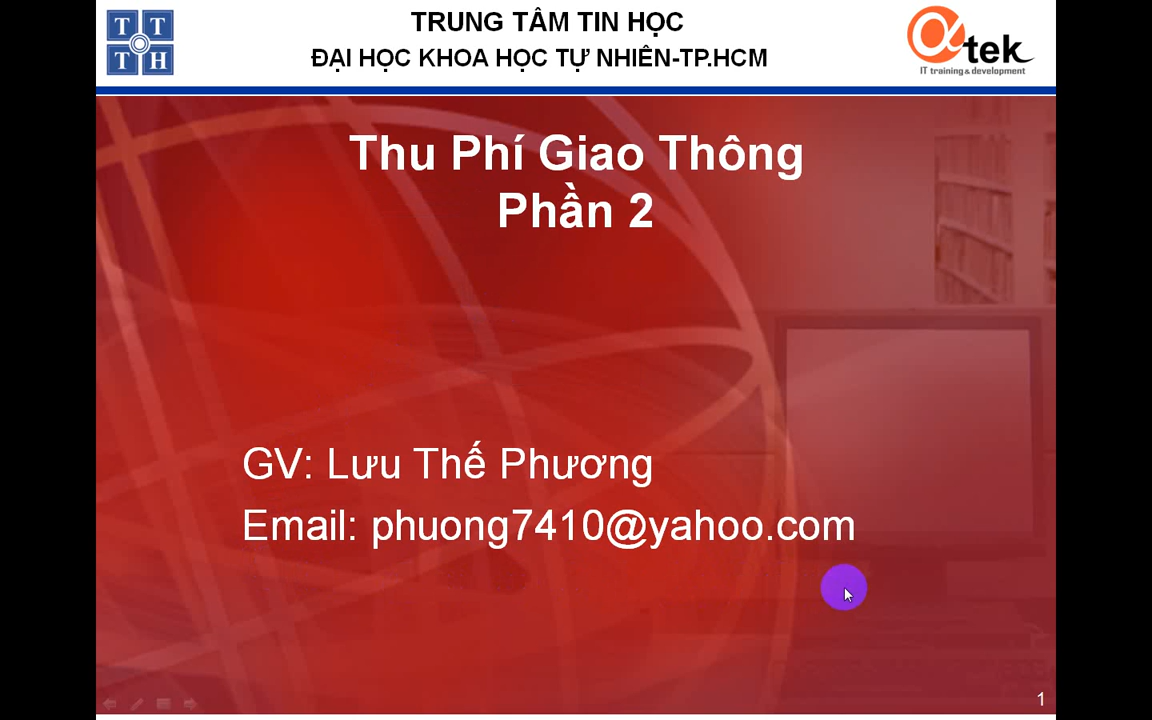 TRUNG TÂM TIN HỌC
ĐẠI HỌC KHOA HỌC TỰ NHIÊN-TP.HCM
T T
T H
αtek
IT training & development
Thu Phí Giao Thông
Phần 2
GV: Lưu Thế Phương
Email: phuong7410@yahoo.com
1